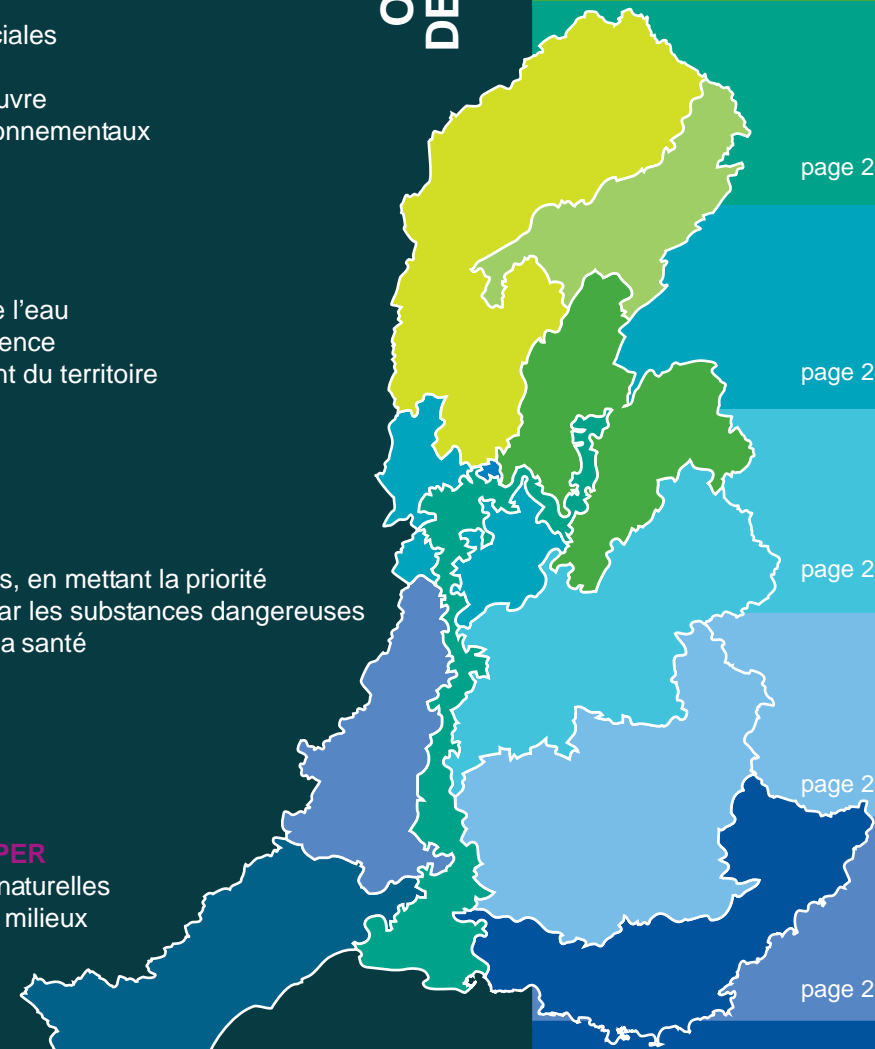 O
DE
ciales
uvre
onnementaux
e l'eau
ence
nt du territoire
s, en mettant la priorité
ar les substances dangereuses
a santé
PER
naturelles
milieux
page 2
page 2
page 2
page 2
page 2